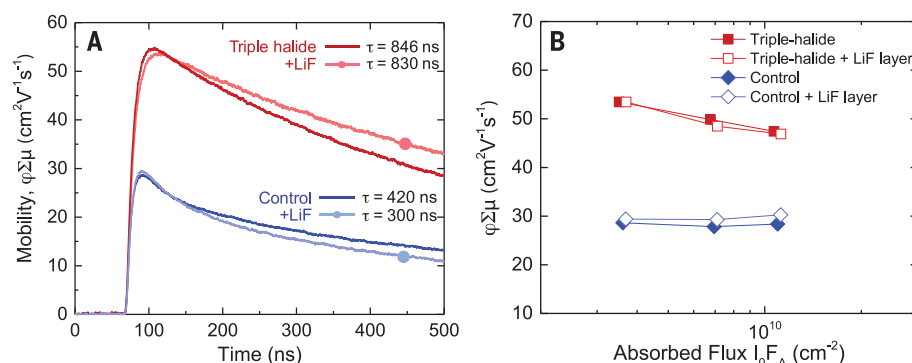 A
Triple halide τ = 846 ns
+LiF τ = 830 ns
Control τ = 420 ns
+LiF τ = 300 ns
Mobility, φΣμ (cm²V⁻¹s⁻¹)
60
50
40
30
20
10
0
0 100 200 300 400 500
Time (ns)
B
Triple-halide
Triple-halide + LiF layer
Control
Control + LiF layer
φΣμ (cm²V⁻¹s⁻¹)
70
60
50
40
30
20
10
10¹⁰
Absorbed Flux I₀F_A (cm⁻²)